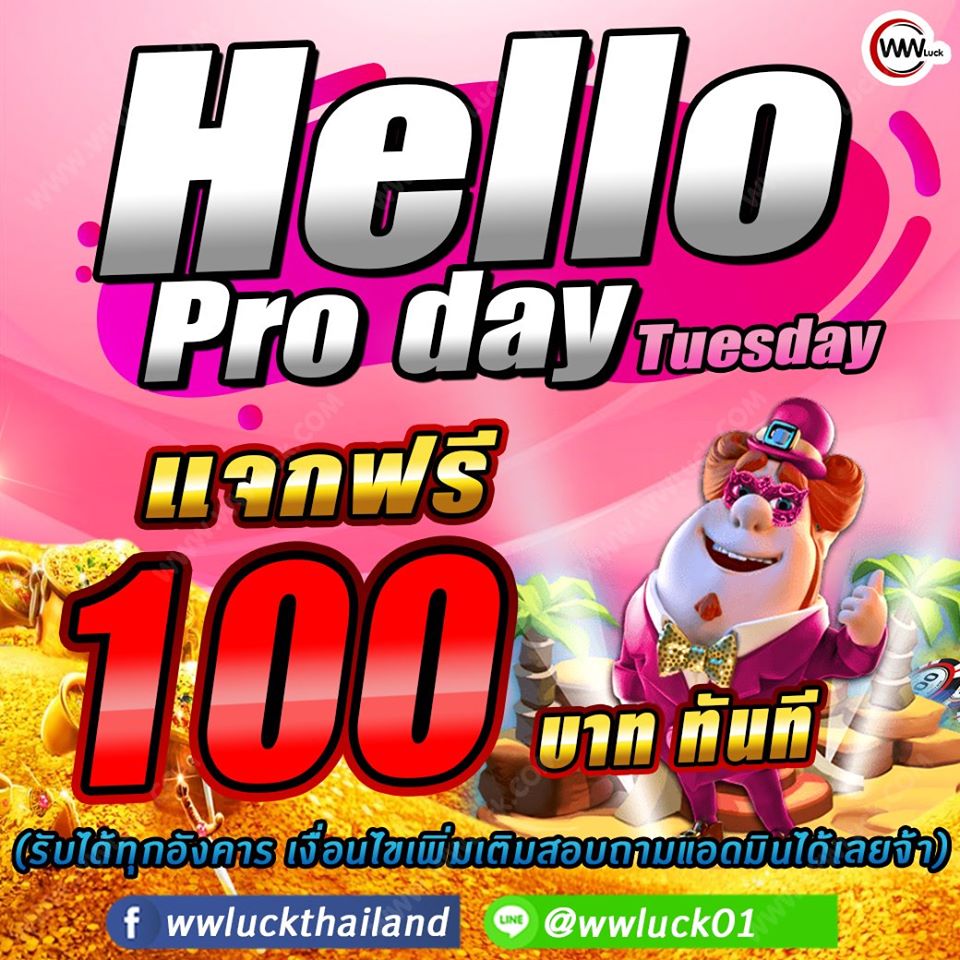 WW Luck
Hello
Pro day Tuesday
แจกฟรี
100
บาท ทันที
(รับได้ทุกอังคาร เงื่อนไขเพิ่มเติมสอบถามแอดมินได้เลยจ้า)
f wwluckthailand
LINE @wwluck01